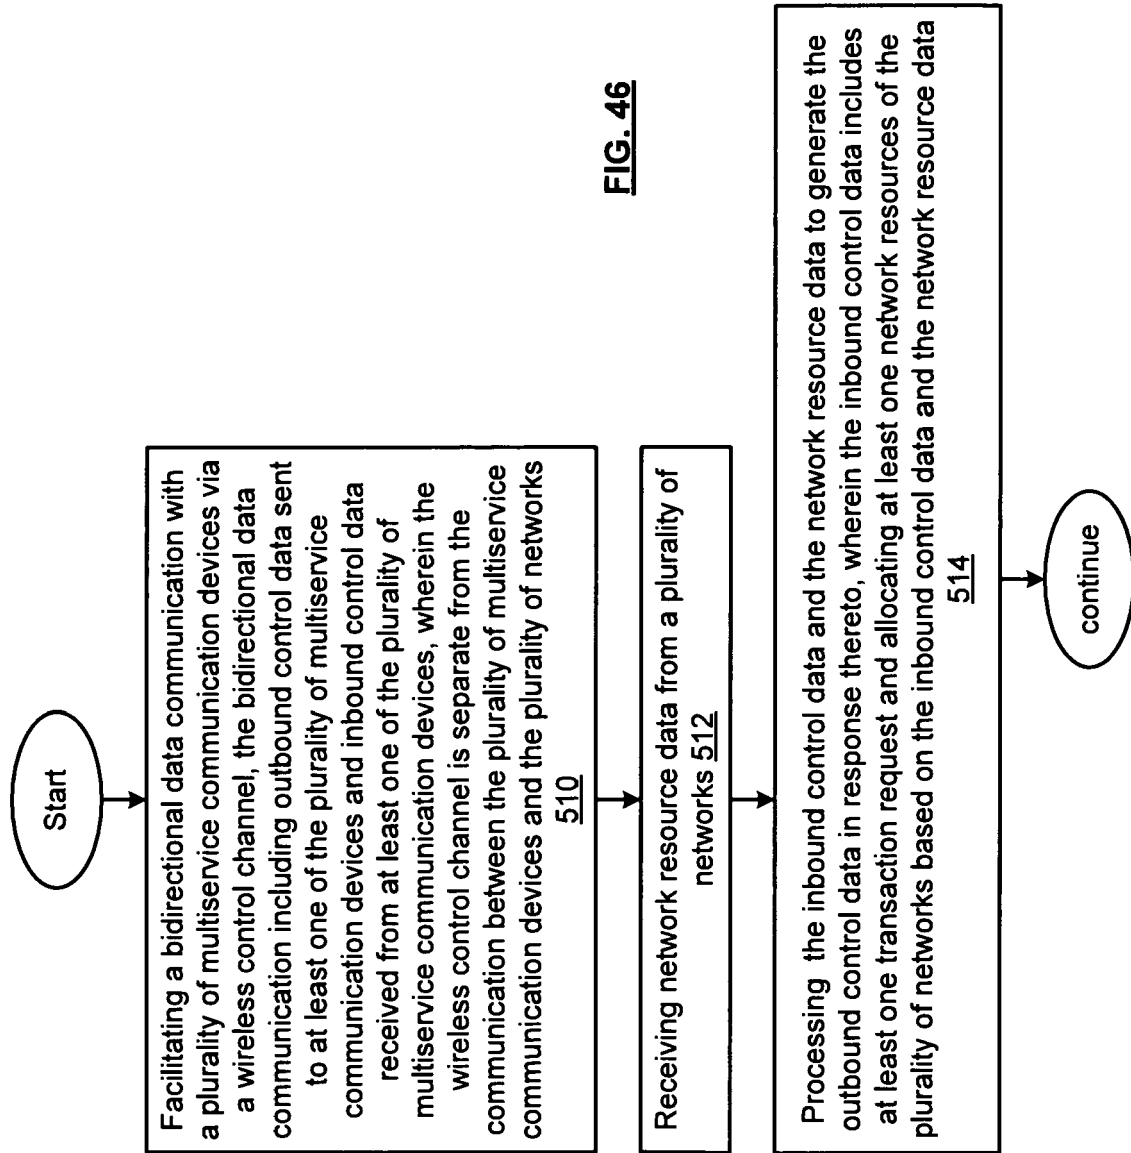 Start
Facilitating a bidirectional data communication with
a plurality of multiservice communication devices via
a wireless control channel, the bidirectional data
communication including outbound control data sent
to at least one of the plurality of multiservice
communication devices and inbound control data
received from at least one of the plurality of
multiservice communication devices, wherein the
wireless control channel is separate from the
communication between the plurality of multiservice
communication devices and the plurality of networks
510
Receiving network resource data from a plurality of
networks 512
Processing the inbound control data and the network resource data to generate the
outbound control data in response thereto, wherein the inbound control data includes
at least one transaction request and allocating at least one network resources of the
plurality of networks based on the inbound control data and the network resource data
514
continue
FIG. 46